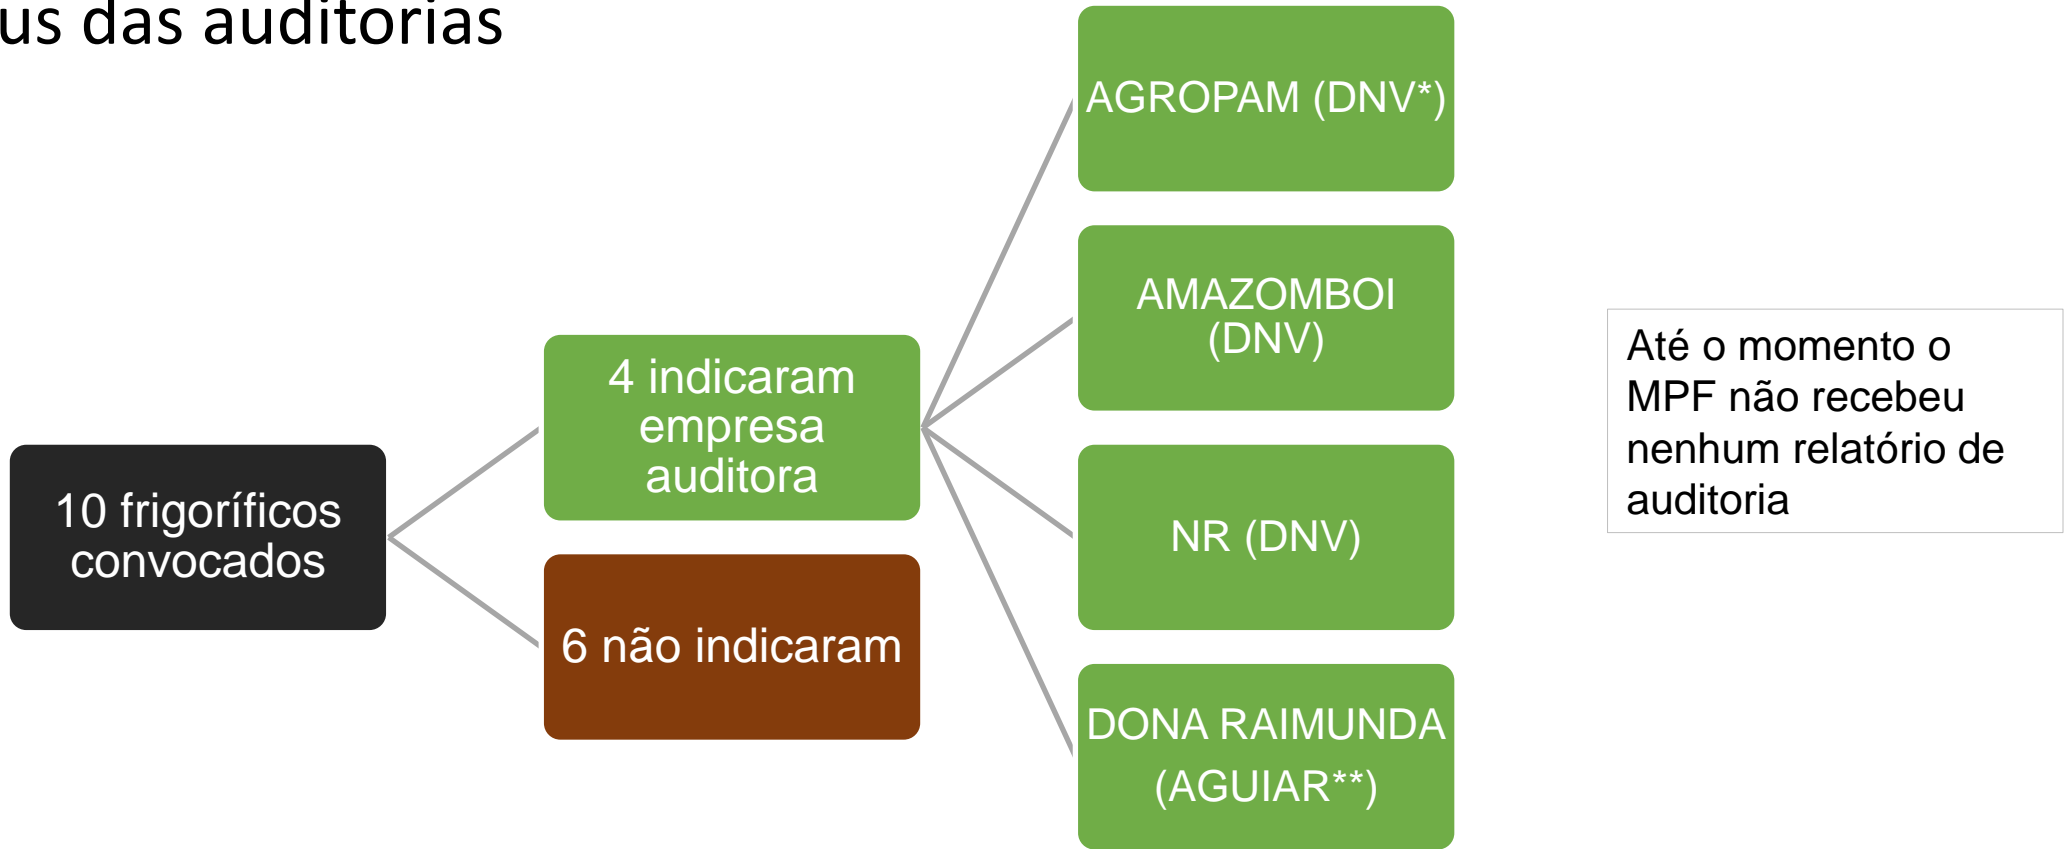 us das auditorias
10 frigoríficos
convocados
4 indicaram
empresa
auditora
6 não indicaram
AGROPAM (DNV*)
AMAZOMBOI
(DNV)
NR (DNV)
DONA RAIMUNDA
(AGUIAR**)
Até o momento o
MPF não recebeu
nenhum relatório de
auditoria